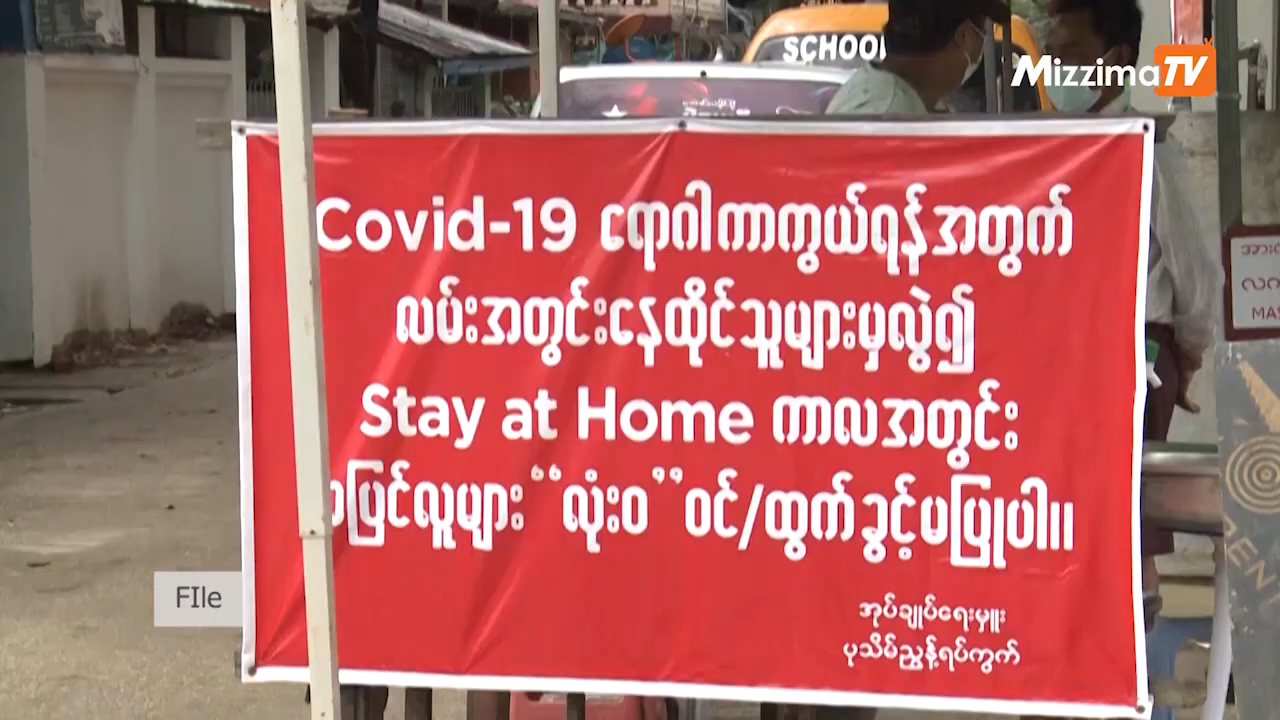 SCHOOL
MizzimaTV
Covid-19 ရောဂါကာကွယ်ရန်အတွက်
လမ်းအတွင်းနေထိုင်သူများမှလွဲ၍
Stay at Home ကာလအတွင်း
အပြင်လူများ “လုံးဝ” ဝင်/ထွက်ခွင့်မပြုပါ။
အုပ်ချုပ်ရေးမှူး
ပုသိမ်ညွန့်ရပ်ကွက်
FIle